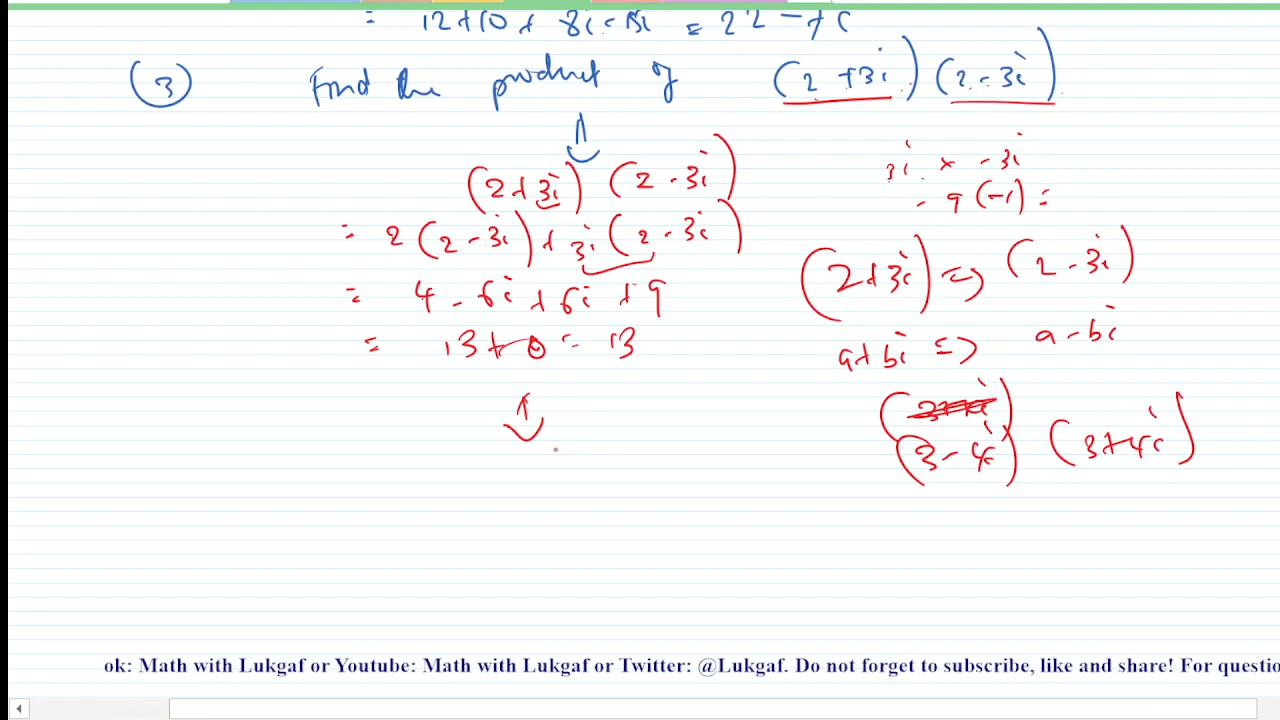 = 12+10+ 8i - 15i = 22 - 7i
(3) Find the product of (2 + 3i) (2 - 3i)
(2 + 3i) (2 - 3i)
= 2 (2 - 3i) + 3i (2 - 3i)
= 4 - 6i + 6i + 9
= 13 + 0 = 13
3i × -3i
- 9 (-1) =
(2 + 3i) ⇔ (2 - 3i)
a + bi ⇔ a - bi
(3 - 4i) (3 + 4i)
ok: Math with Lukgaf or Youtube: Math with Lukgaf or Twitter: @Lukgaf. Do not forget to subscribe, like and share! For questio